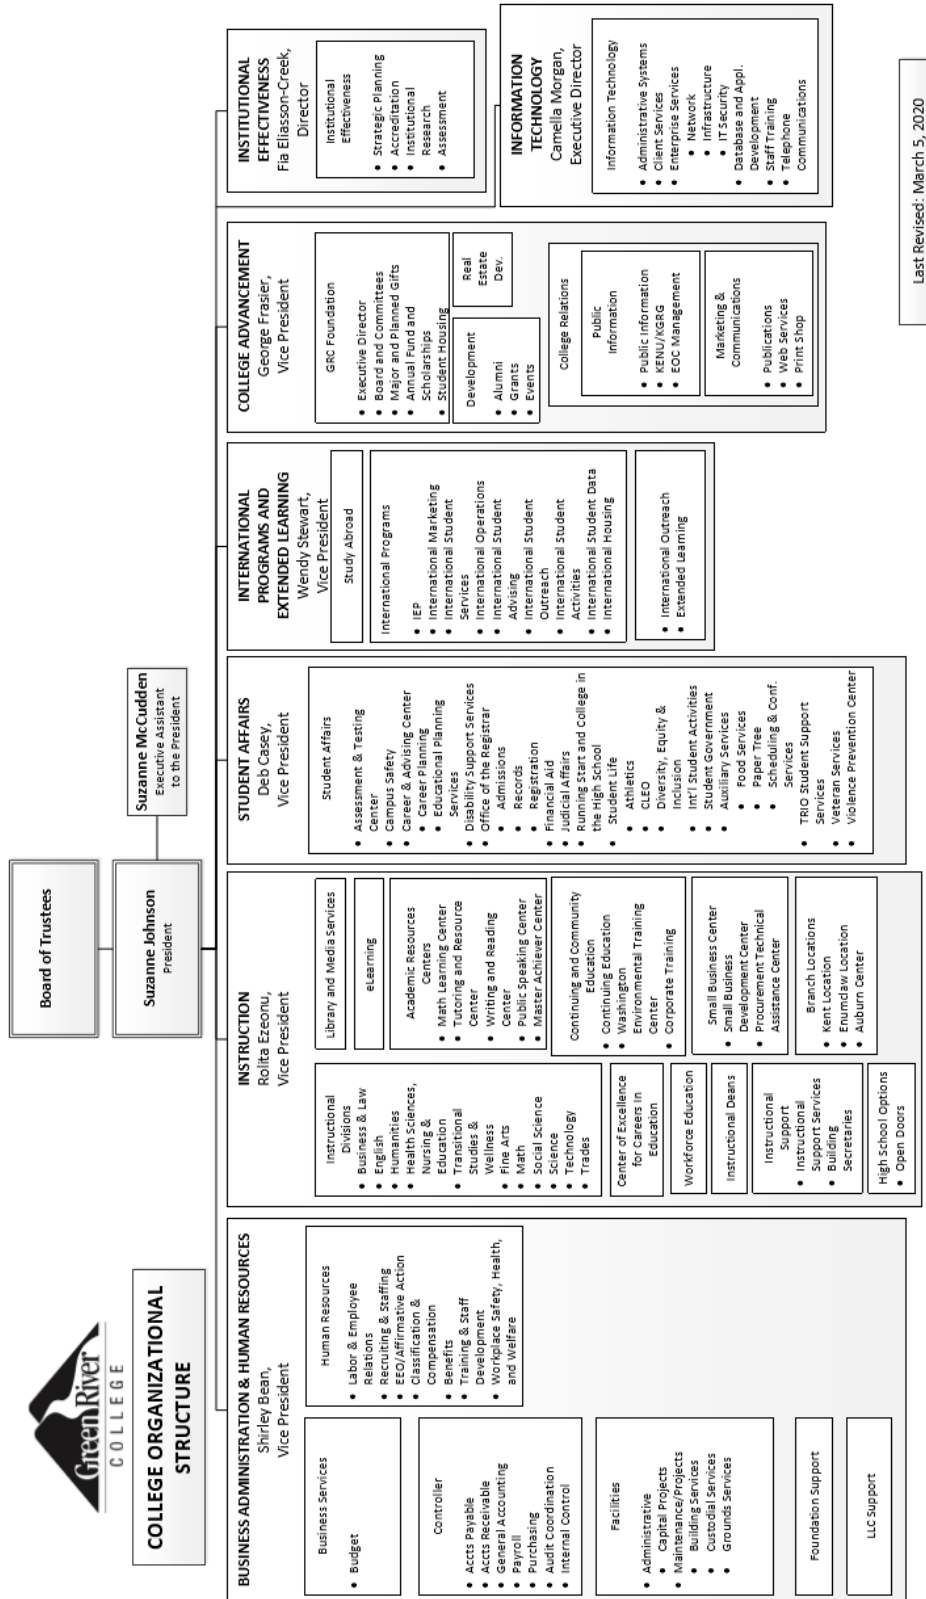 Green River
COLLEGE
COLLEGE ORGANIZATIONAL
STRUCTURE
Board of Trustees
Suzanne Johnson
President
Suzanne McCudden
Executive Assistant
to the President
BUSINESS ADMINISTRATION & HUMAN RESOURCES
Shirley Bean,
Vice President
Business Services
• Budget
Controller
• Accts Payable
• Accts Receivable
• General Accounting
• Payroll
• Purchasing
• Audit Coordination
• Internal Control
Facilities
• Administrative
• Capital Projects
• Maintenance/Projects
• Building Services
• Custodial Services
• Grounds Services
Foundation Support
LLC Support
Human Resources
• Labor & Employee
Relations
• Recruiting & Staffing
• EEO/Affirmative Action
• Classification &
Compensation
• Benefits
• Training & Staff
Development
• Workplace Safety, Health,
and Welfare
INSTRUCTION
Rolita Ezeonu,
Vice President
Instructional
Divisions
• Business & Law
• English
• Humanities
• Health Sciences,
Nursing &
Education
• Transitional
Studies &
Wellness
• Fine Arts
• Math
• Social Science
• Science
• Technology
• Trades
Center of Excellence
for Careers in
Education
Workforce Education
Instructional Deans
Instructional
Support
• Instructional
Support Services
• Building
Secretaries
High School Options
• Open Doors
Library and Media Services
eLearning
Academic Resources
Centers
• Math Learning Center
• Tutoring and Resource
Center
• Writing and Reading
Center
• Public Speaking Center
• Master Achiever Center
Continuing and Community
Education
• Continuing Education
• Washington
Environmental Training
Center
• Corporate Training
Small Business Center
• Small Business
Development Center
• Procurement Technical
Assistance Center
Branch Locations
• Kent Location
• Enumclaw Location
• Auburn Center
STUDENT AFFAIRS
Deb Casey,
Vice President
Student Affairs
• Assessment & Testing
Center
• Campus Safety
• Career & Advising Center
• Career Planning
• Educational Planning
Services
• Disability Support Services
• Office of the Registrar
• Admissions
• Records
• Registration
• Financial Aid
• Judicial Affairs
• Running Start and College in
the High School
• Student Life
• Athletics
• CLEO
• Diversity, Equity &
Inclusion
• Int'l Student Activities
• Student Government
• Auxiliary Services
• Food Services
• Paper Tree
• Scheduling & Conf.
Services
• TRIO Student Support
Services
• Veteran Services
• Violence Prevention Center
INTERNATIONAL
PROGRAMS AND
EXTENDED LEARNING
Wendy Stewart,
Vice President
Study Abroad
International Programs
• IEP
• International Marketing
• International Student
Services
• International Operations
• International Student
Advising
• International Student
Outreach
• International Student
Activities
• International Student Data
• International Housing
• International Outreach
• Extended Learning
COLLEGE ADVANCEMENT
George Frasier,
Vice President
GRC Foundation
• Executive Director
• Board and Committees
• Major and Planned Gifts
• Annual Fund and
Scholarships
• Student Housing
Development
• Alumni
• Grants
• Events
Real
Estate
Dev.
College Relations
Public
Information
• Public Information
• KENU/KGRG
• EOC Management
Marketing &
Communications
• Publications
• Web Services
• Print Shop
INSTITUTIONAL
EFFECTIVENESS
Fia Eliasson-Creek,
Director
Institutional
Effectiveness
• Strategic Planning
• Accreditation
• Institutional
Research
• Assessment
INFORMATION
TECHNOLOGY
Camella Morgan,
Executive Director
Information Technology
• Administrative Systems
• Client Services
• Enterprise Services
• Network
• Infrastructure
• IT Security
• Database and Appl.
Development
• Staff Training
• Telephone
Communications
Last Revised: March 5, 2020